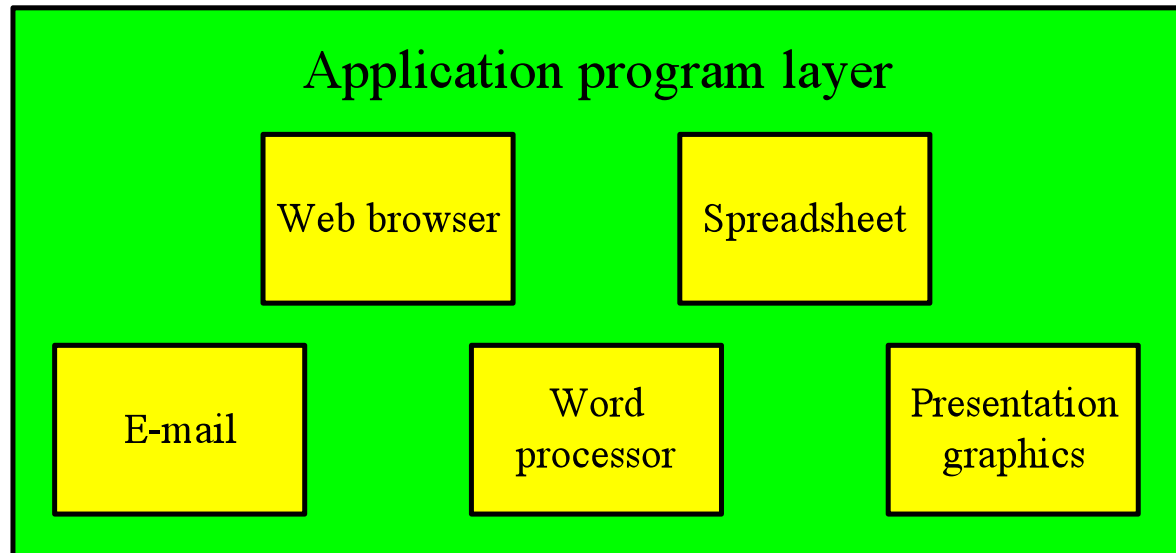 Application program layer
Web browser
Spreadsheet
E-mail
Word
processor
Presentation
graphics